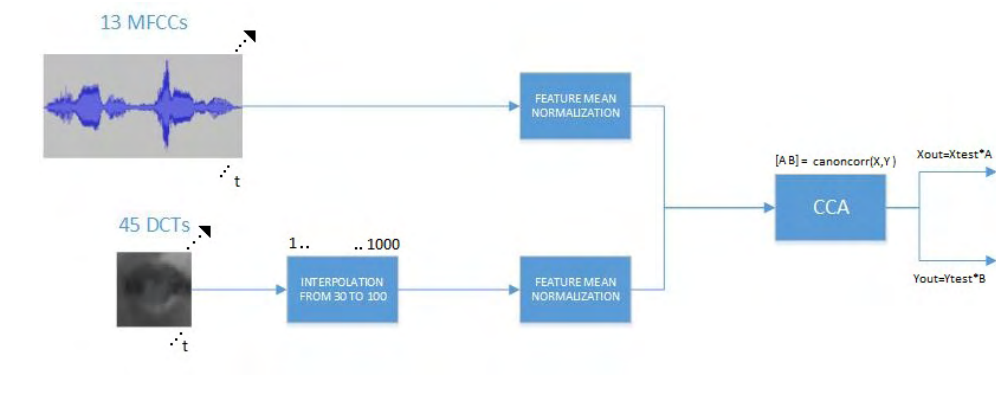 13 MFCCs
t
FEATURE MEAN
NORMALIZATION
[A B] = canoncorr(X,Y)
CCA
Xout=Xtest*A
Yout=Ytest*B
45 DCTs
t
1.. .. 1000
INTERPOLATION
FROM 30 TO 100
FEATURE MEAN
NORMALIZATION